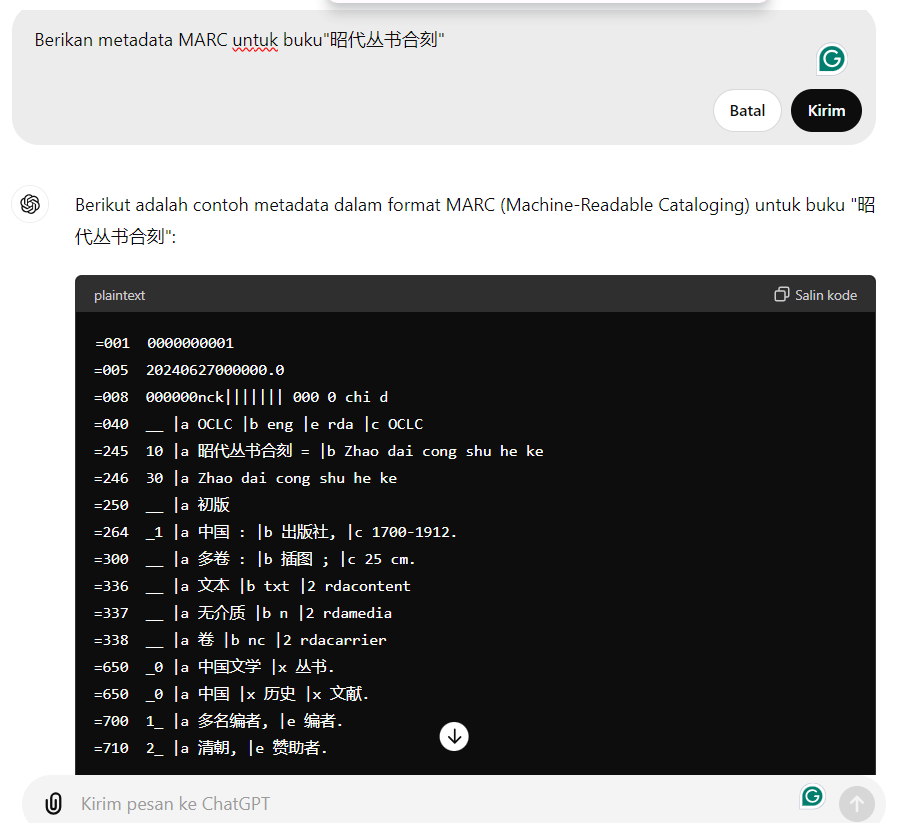 Berikan metadata MARC untuk buku"昭代丛书合刻"
Batal
Kirim
Berikut adalah contoh metadata dalam format MARC (Machine-Readable Cataloging) untuk buku "昭
代丛书合刻":
plaintext
Salin kode
=001  0000000001
=005  20240627000000.0
=008  000000nck||||||| 000 0 chi d
=040  __ |a OCLC |b eng |e rda |c OCLC
=245  10 |a 昭代丛书合刻 = |b Zhao dai cong shu he ke
=246  30 |a Zhao dai cong shu he ke
=250  __ |a 初版
=264  _1 |a 中国 : |b 出版社, |c 1700-1912.
=300  __ |a 多卷 : |b 插图 ; |c 25 cm.
=336  __ |a 文本 |b txt |2 rdacontent
=337  __ |a 无介质 |b n |2 rdamedia
=338  __ |a 卷 |b nc |2 rdacarrier
=650  _0 |a 中国文学 |x 丛书.
=650  _0 |a 中国 |x 历史 |x 文献.
=700  1_ |a 多名编者, |e 编者.
=710  2_ |a 清朝, |e 赞助者.
Kirim pesan ke ChatGPT